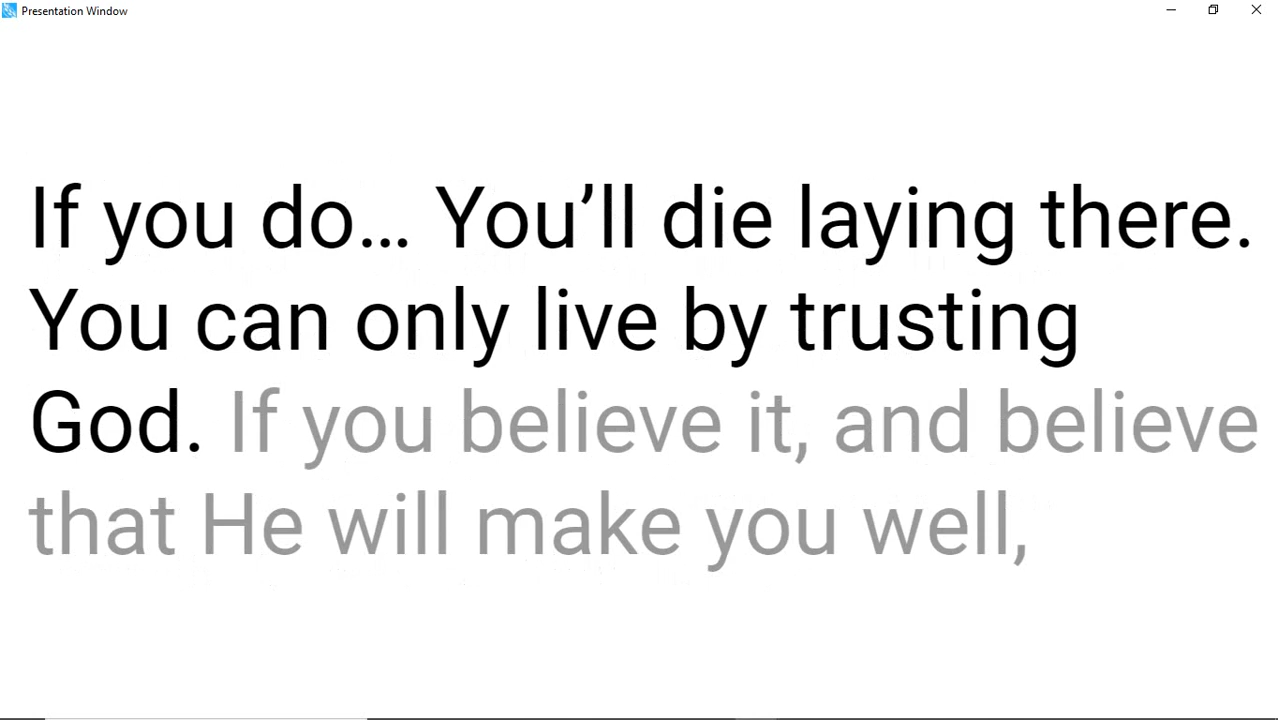 Presentation Window
If you do... You’ll die laying there.
You can only live by trusting
God. If you believe it, and believe
that He will make you well,